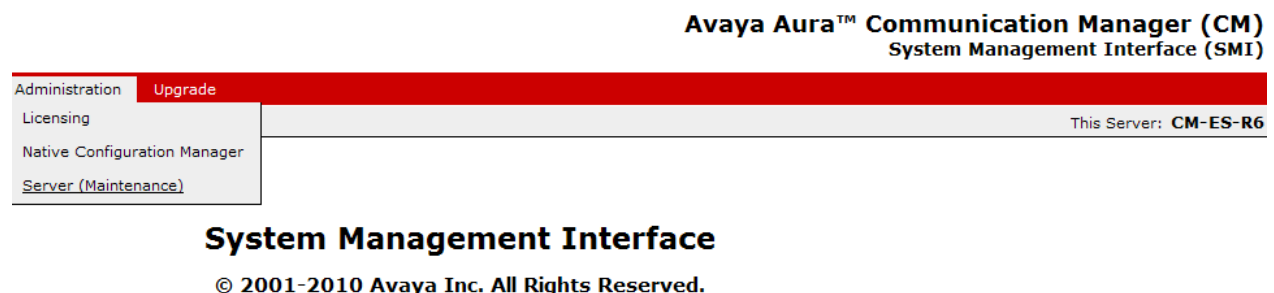 Avaya Aura™ Communication Manager (CM)
System Management Interface (SMI)
Administration Upgrade
Licensing
This Server: CM-ES-R6
Native Configuration Manager
Server (Maintenance)
System Management Interface
© 2001-2010 Avaya Inc. All Rights Reserved.